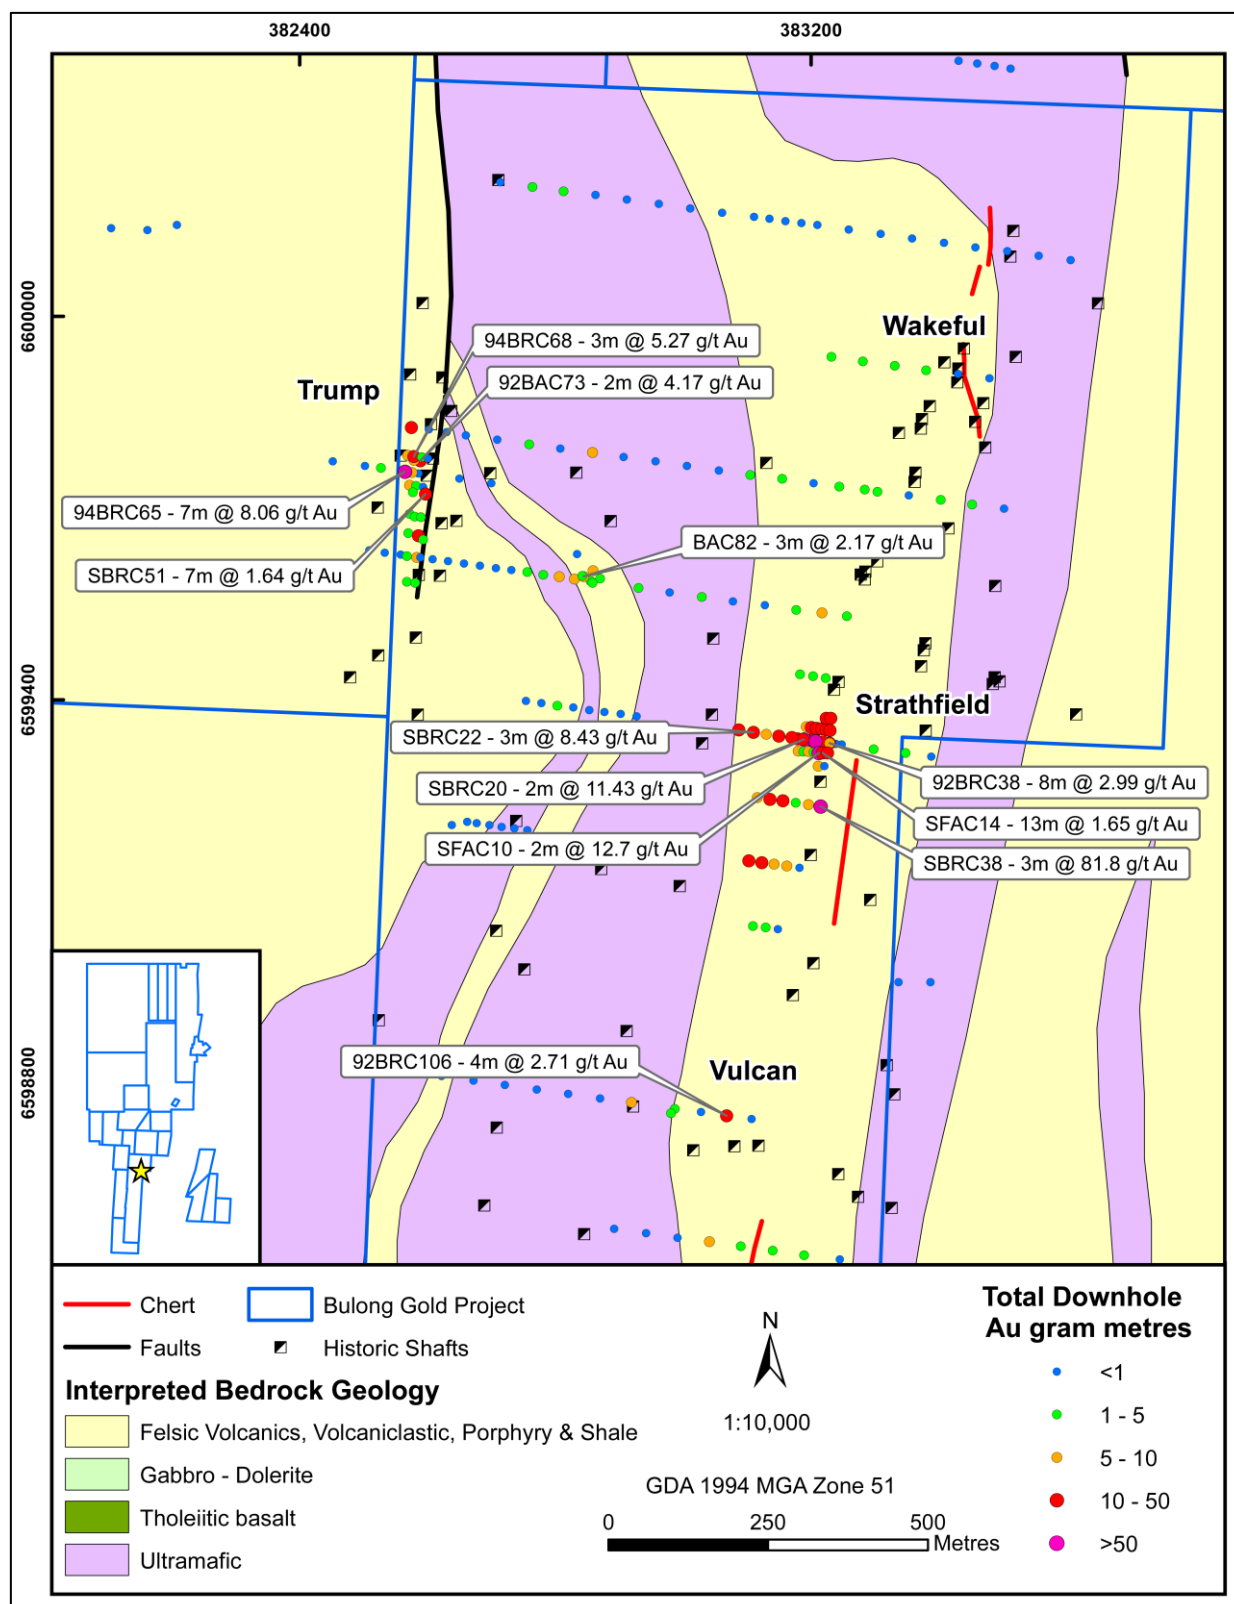 382400
383200
6600000
6599400
6598800
Wakeful
94BRC68 - 3m @ 5.27 g/t Au
92BAC73 - 2m @ 4.17 g/t Au
Trump
94BRC65 - 7m @ 8.06 g/t Au
BAC82 - 3m @ 2.17 g/t Au
SBRC51 - 7m @ 1.64 g/t Au
Strathfield
SBRC22 - 3m @ 8.43 g/t Au
SBRC20 - 2m @ 11.43 g/t Au
92BRC38 - 8m @ 2.99 g/t Au
SFAC14 - 13m @ 1.65 g/t Au
SFAC10 - 2m @ 12.7 g/t Au
SBRC38 - 3m @ 81.8 g/t Au
92BRC106 - 4m @ 2.71 g/t Au
Vulcan
Chert
Bulong Gold Project
Faults
Historic Shafts
Interpreted Bedrock Geology
Felsic Volcanics, Volcaniclastic, Porphyry & Shale
Gabbro - Dolerite
Tholeiitic basalt
Ultramafic
N
1:10,000
GDA 1994 MGA Zone 51
0 250 500
Metres
Total Downhole
Au gram metres
<1
1 - 5
5 - 10
10 - 50
>50